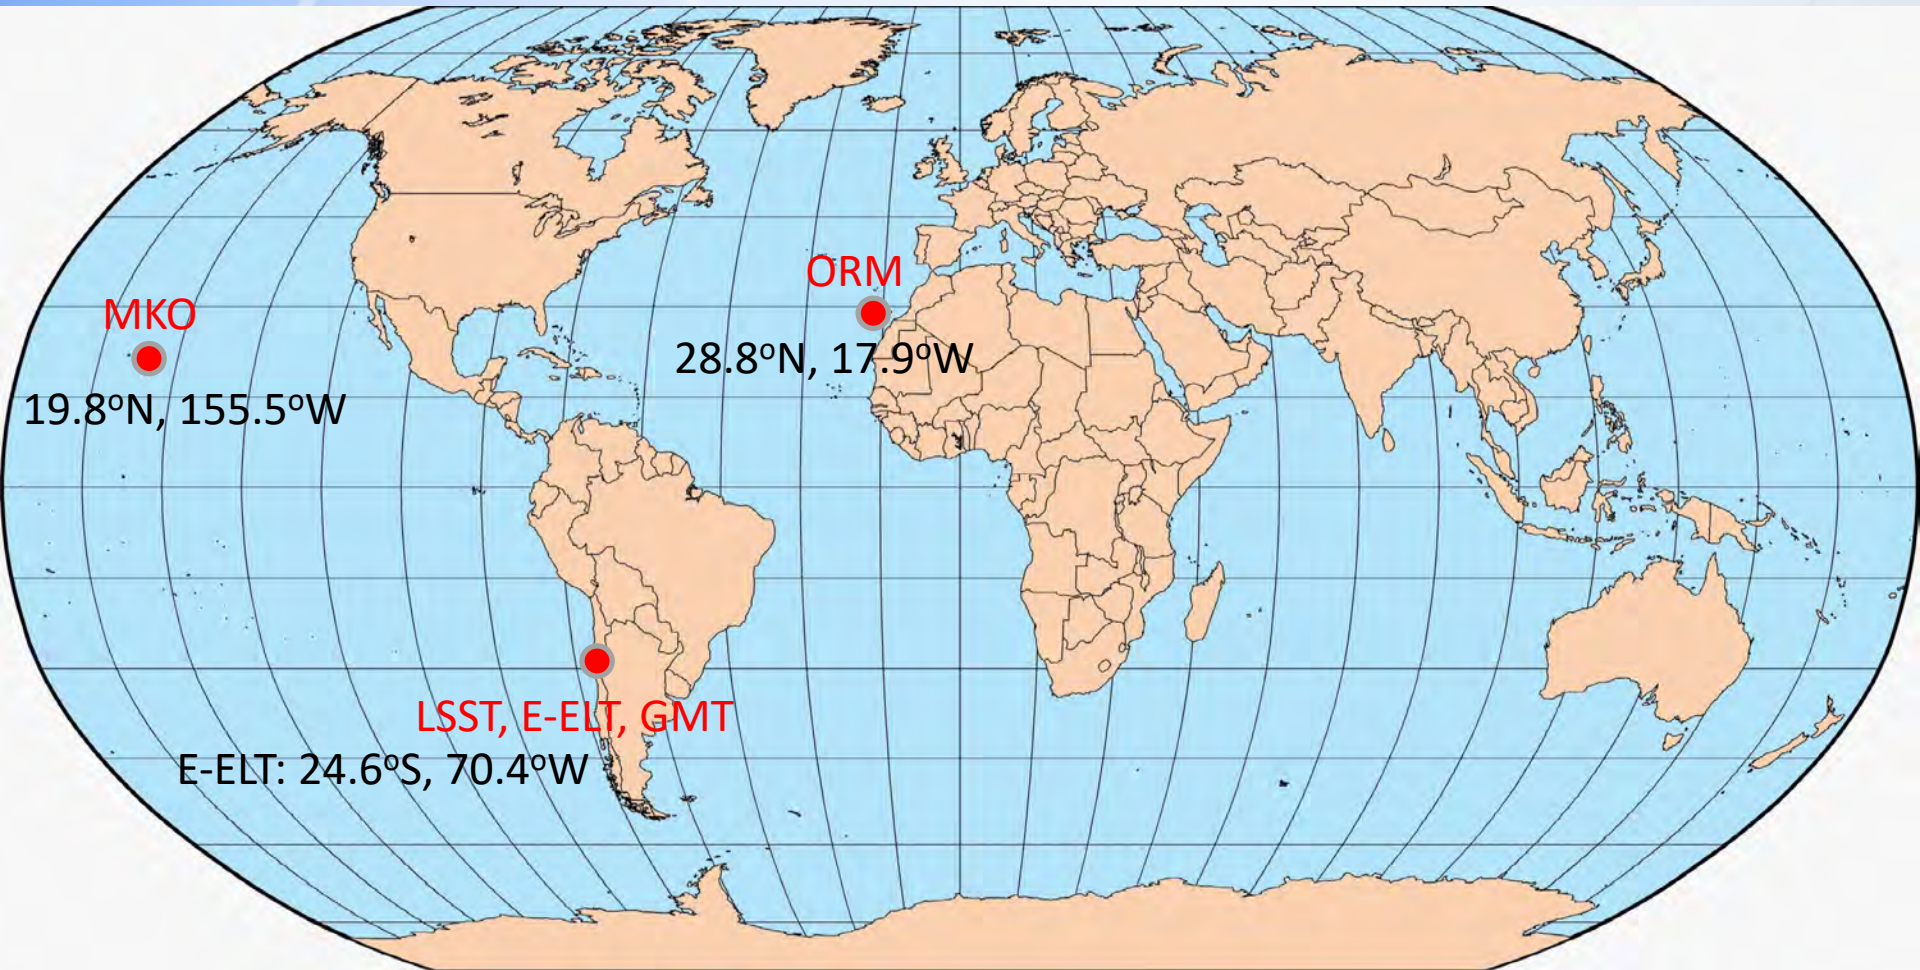 ORM
MKO
28.8ºN, 17.9ºW
19.8ºN, 155.5ºW
LSST, E-ELT, GMT
E-ELT: 24.6ºS, 70.4ºW